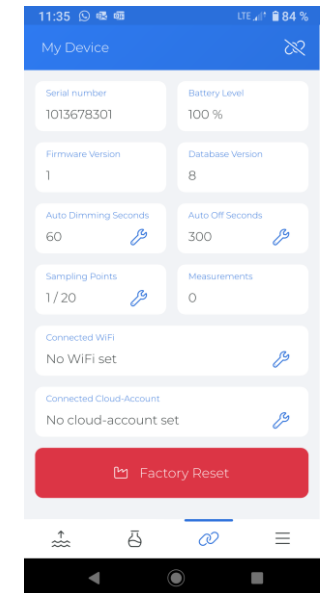 11:35 LTE 84 %
My Device
Serial number
1013678301
Battery Level
100 %
Firmware Version
1
Database Version
8
Auto Dimming Seconds
60
Auto Off Seconds
300
Sampling Points
1 / 20
Measurements
0
Connected WiFi
No WiFi set
Connected Cloud-Account
No cloud-account set
Factory Reset